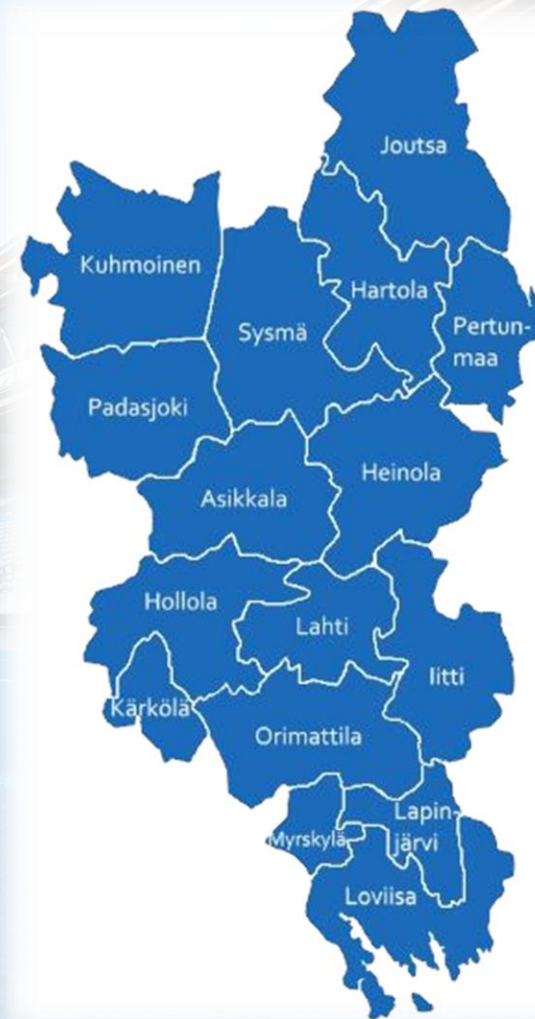 Joutsa
Kuhmoinen
Hartola
Sysmä
Pertun-
maa
Padasjoki
Heinola
Asikkala
Hollola
Lahti
Iitti
Kärkölä
Orimattila
Lapin-
järvi
Myrskylä
Loviisa